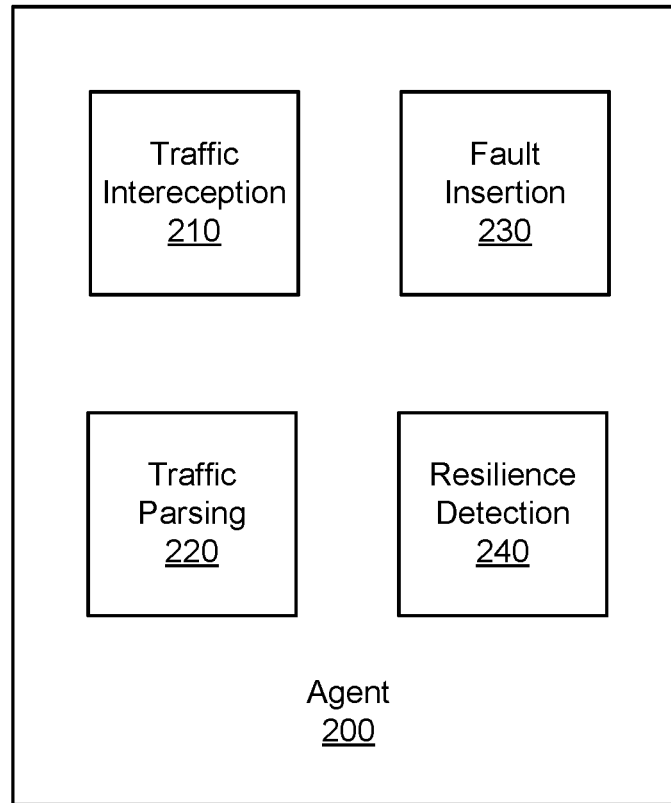 Traffic
Intereception
210
Fault
Insertion
230
Traffic
Parsing
220
Resilience
Detection
240
Agent
200